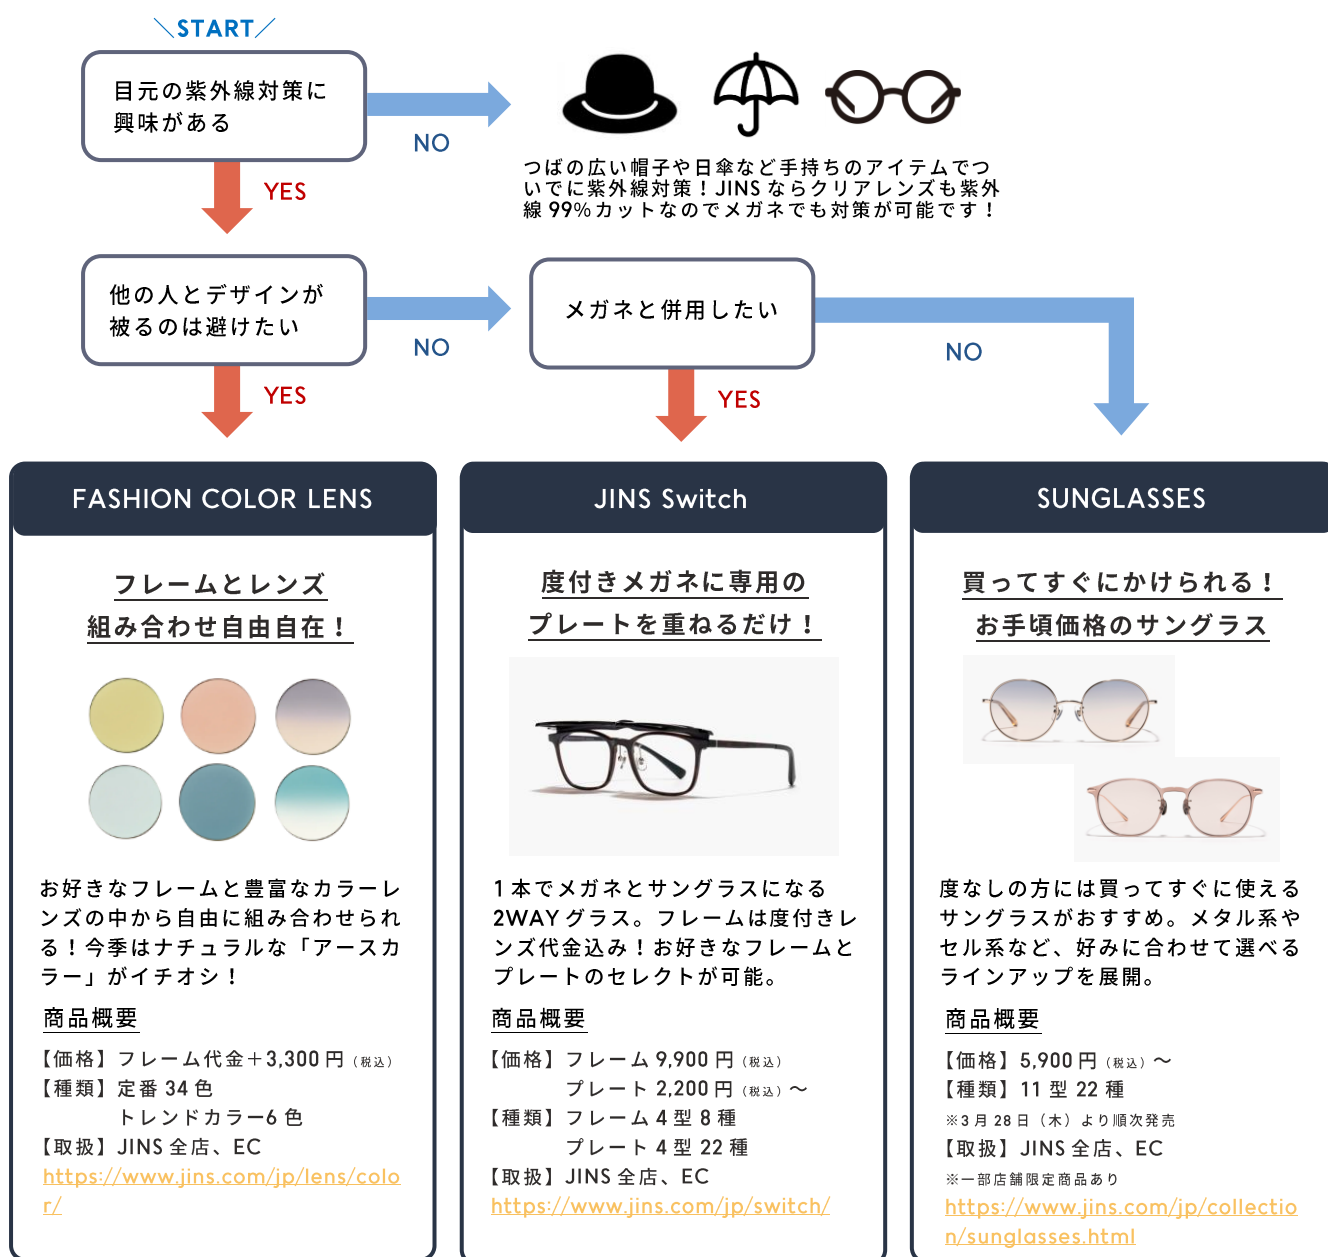 ＼START／
目元の紫外線対策に
興味がある
NO
YES
つばの広い帽子や日傘など手持ちのアイテムでつ
いでに紫外線対策！JINSならクリアレンズも紫外
線99%カットなのでメガネでも対策が可能です！
他の人とデザインが
被るのは避けたい
NO
YES
メガネと併用したい
NO
YES
FASHION COLOR LENS
フレームとレンズ
組み合わせ自由自在！
お好きなフレームと豊富なカラーレ
ンズの中から自由に組み合わせられ
る！今季はナチュラルな「アースカ
ラー」がイチオシ！
商品概要
【価格】フレーム代金＋3,300円（税込）
【種類】定番34色
トレンドカラー6色
【取扱】JINS全店、EC
https://www.jins.com/jp/lens/colo
r/
JINS Switch
度付きメガネに専用の
プレートを重ねるだけ！
1本でメガネとサングラスになる
2WAYグラス。フレームは度付きレ
ンズ代金込み！お好きなフレームと
プレートのセレクトが可能。
商品概要
【価格】フレーム9,900円（税込）
プレート2,200円（税込）～
【種類】フレーム4型8種
プレート4型22種
【取扱】JINS全店、EC
https://www.jins.com/jp/switch/
SUNGLASSES
買ってすぐにかけられる！
お手頃価格のサングラス
度なしの方には買ってすぐに使える
サングラスがおすすめ。メタル系や
セル系など、好みに合わせて選べる
ラインアップを展開。
商品概要
【価格】5,900円（税込）～
【種類】11型22種
※3月28日（木）より順次発売
【取扱】JINS全店、EC
※一部店舗限定商品あり
https://www.jins.com/jp/collectio
n/sunglasses.html